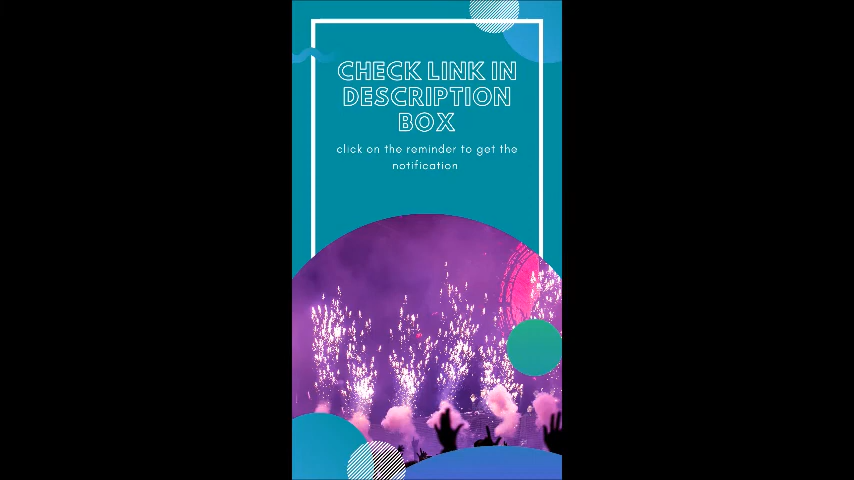 CHECK LINK IN
DESCRIPTION
BOX
click on the reminder to get the
notification